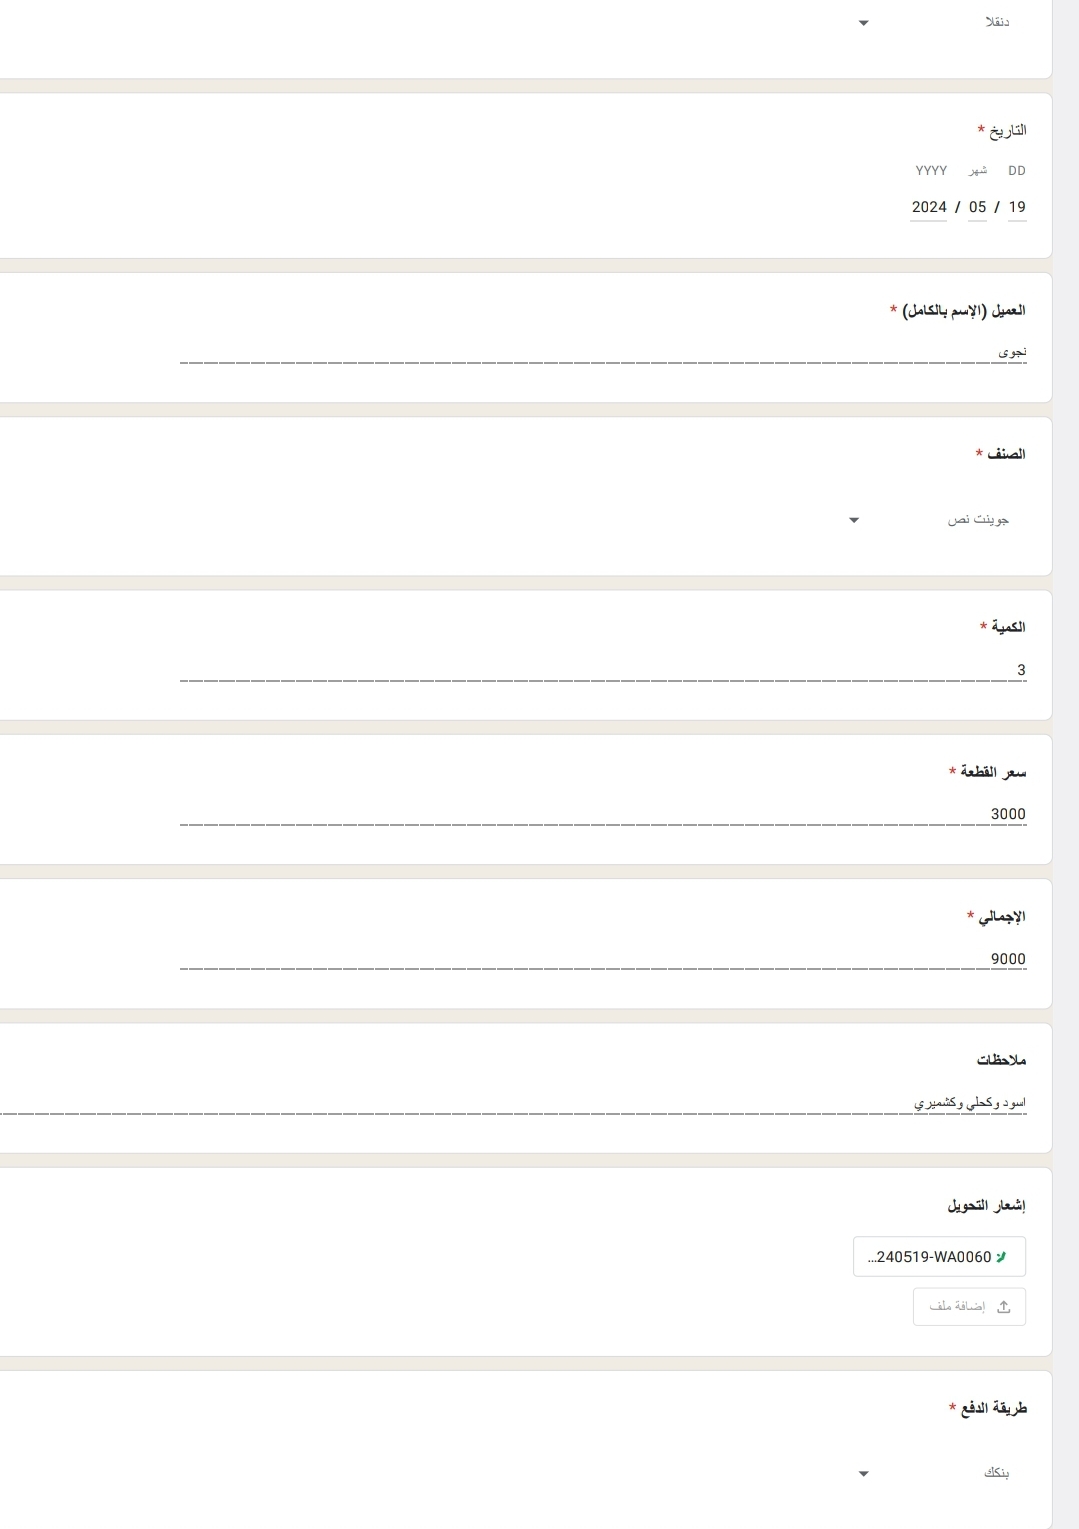 دنقلا
التاريخ *
DD شهر YYYY
19 / 05 / 2024
العميل (الإسم بالكامل) *
نجوى
الصنف *
جوينت نص
الكمية *
3
سعر القطعة *
3000
الإجمالي *
9000
ملاحظات
اسود وكحلي وكشميري
إشعار التحويل
240519-WA0060...
إضافة ملف
طريقة الدفع *
بنكك